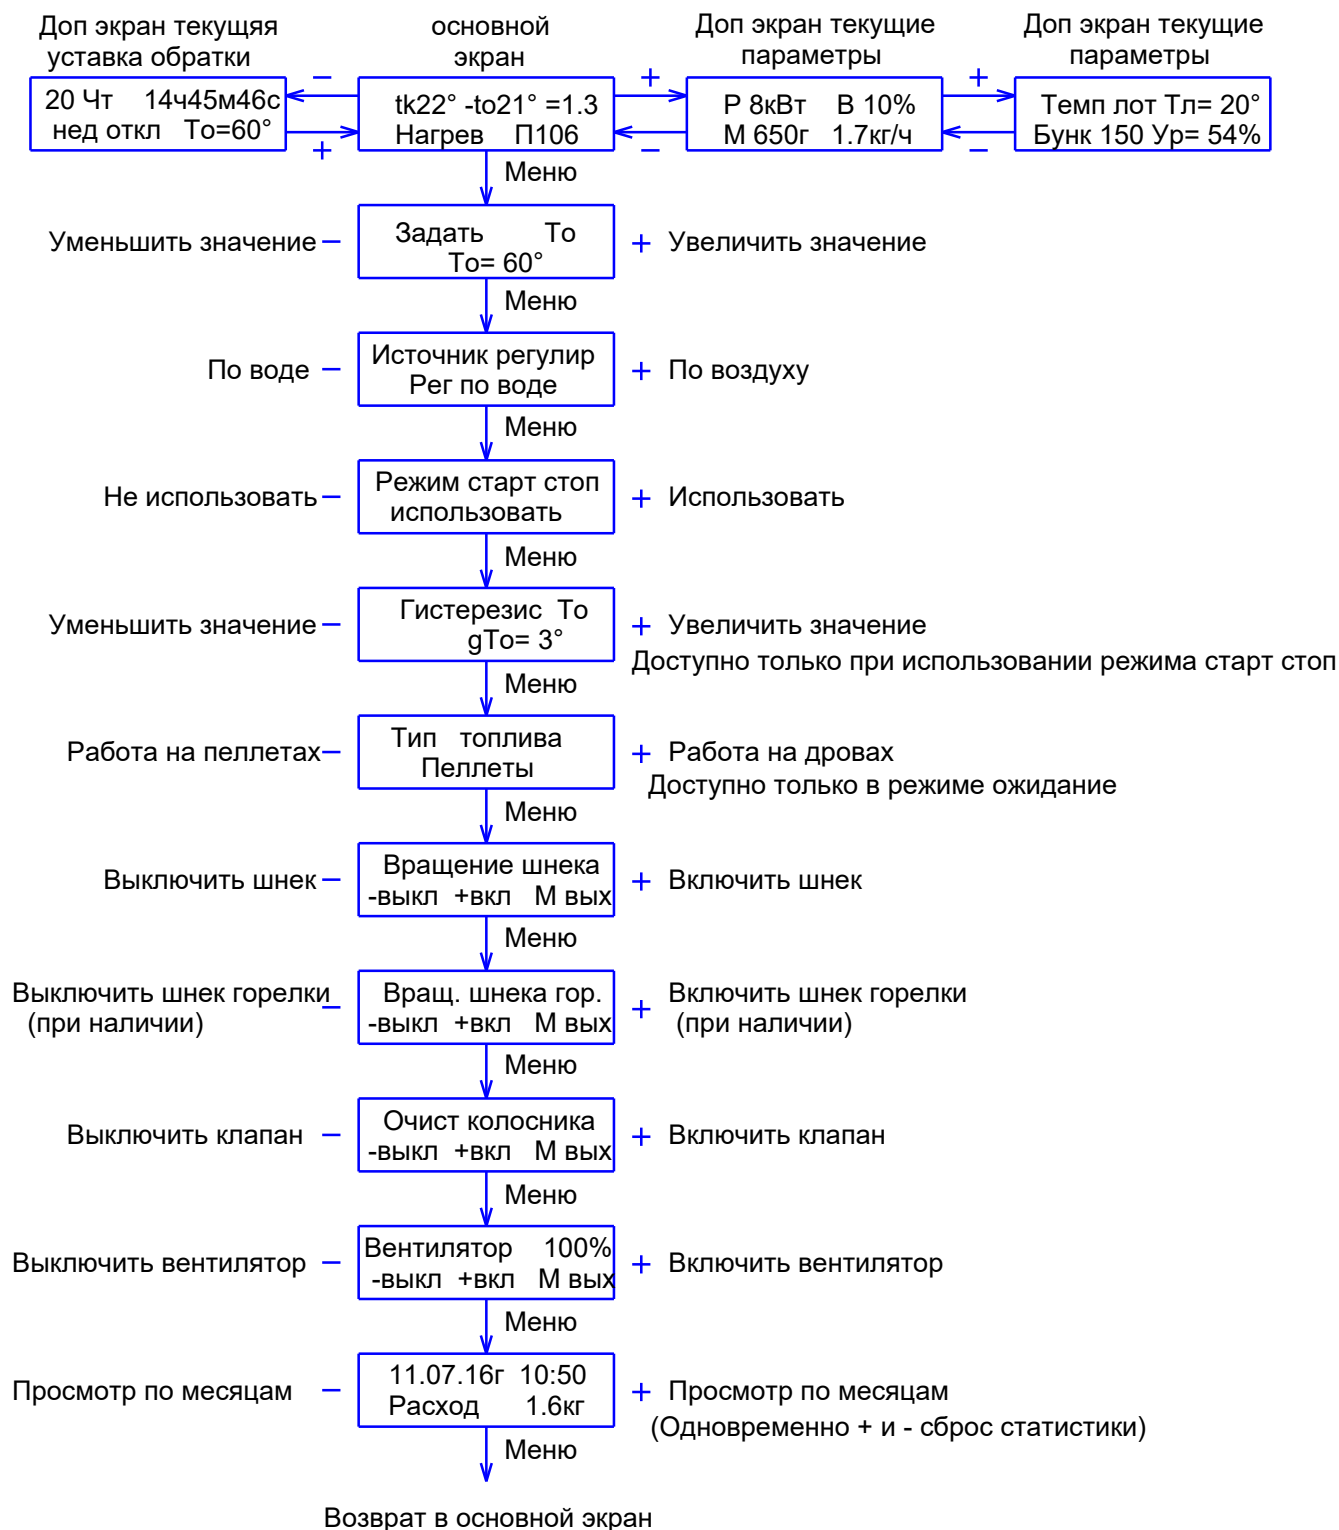 Доп экран текущяя
уставка обратки
основной
экран
Доп экран текущие
параметры
Доп экран текущие
параметры
20 Чт 14ч45м46с
нед откл То=60°
−
+
tk22° -to21° =1.3
Нагрев П106
+
−
Р 8кВт В 10%
М 650г 1.7кг/ч
+
−
Темп лот Тл= 20°
Бунк 150 Ур= 54%
Меню
Уменьшить значение −
Задать То
То= 60°
+ Увеличить значение
Меню
По воде −
Источник регулир
Рег по воде
+ По воздуху
Меню
Не использовать −
Режим старт стоп
использовать
+ Использовать
Меню
Уменьшить значение −
Гистерезис То
gTo= 3°
+ Увеличить значение
Доступно только при использовании режима старт стоп
Меню
Работа на пеллетах −
Тип топлива
Пеллеты
+ Работа на дровах
Доступно только в режиме ожидание
Меню
Выключить шнек −
Вращение шнека
-выкл +вкл М вых
+ Включить шнек
Меню
Выключить шнек горелки −
(при наличии)
Вращ. шнека гор.
-выкл +вкл М вых
+ Включить шнек горелки
(при наличии)
Меню
Выключить клапан −
Очист колосника
-выкл +вкл М вых
+ Включить клапан
Меню
Выключить вентилятор −
Вентилятор 100%
-выкл +вкл М вых
+ Включить вентилятор
Меню
Просмотр по месяцам −
11.07.16г 10:50
Расход 1.6кг
+ Просмотр по месяцам
(Одновременно + и - сброс статистики)
Меню
Возврат в основной экран